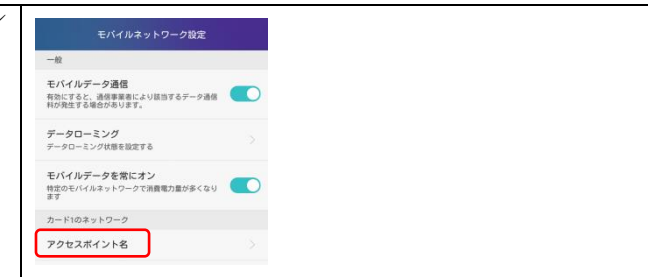 モバイルネットワーク設定
一般
モバイルデータ通信
有効にすると、通信事業者により該当するデータ通信
料が発生する場合があります。
データローミング
データローミング状態を設定する
モバイルデータを常にオン
特定のモバイルネットワークで消費電力量が多くなり
ます
カード1のネットワーク
アクセスポイント名